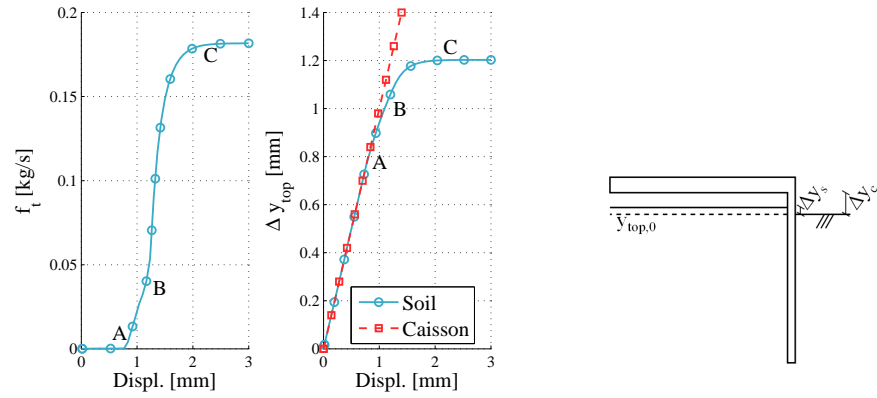 0.2
0.15
0.1
0.05
0
f_t [kg/s]
A
B
C
0 1 2 3
Displ. [mm]
1.4
1.2
1.0
0.8
0.6
0.4
0.2
0
Δ y_top [mm]
A
B
C
Soil
Caisson
0 1 2 3
Displ. [mm]
y_top,0
Δy_s
Δy_c